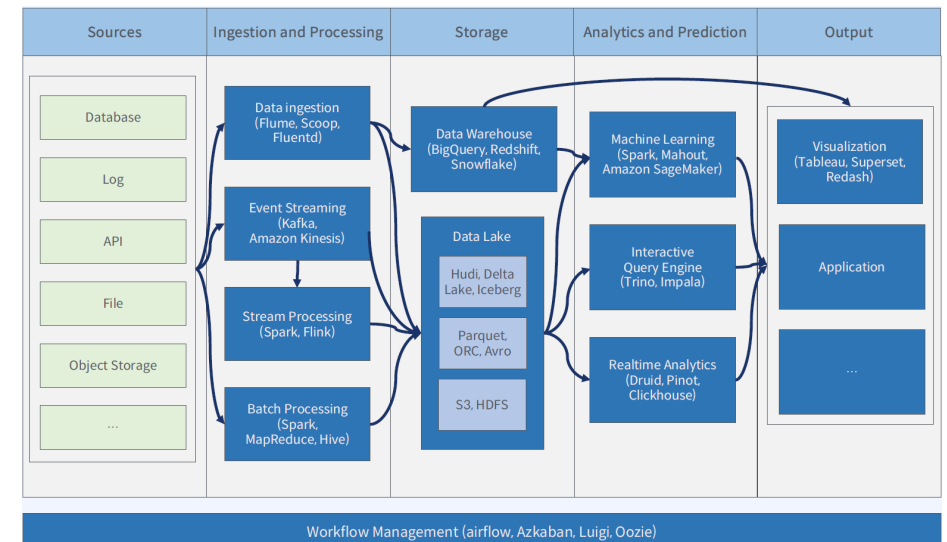 Sources
Ingestion and Processing
Storage
Analytics and Prediction
Output
Database
Log
API
File
Object Storage
...
Data ingestion
(Flume, Scoop,
Fluentd)
Event Streaming
(Kafka,
Amazon Kinesis)
Stream Processing
(Spark, Flink)
Batch Processing
(Spark,
MapReduce, Hive)
Data Warehouse
(BigQuery, Redshift,
Snowflake)
Data Lake
Hudi, Delta
Lake, Iceberg
Parquet,
ORC, Avro
S3, HDFS
Machine Learning
(Spark, Mahout,
Amazon SageMaker)
Interactive
Query Engine
(Trino, Impala)
Realtime Analytics
(Druid, Pinot,
Clickhouse)
Visualization
(Tableau, Superset,
Redash)
Application
...
Workflow Management (airflow, Azkaban, Luigi, Oozie)